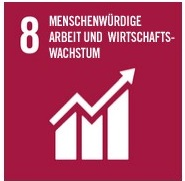 8 MENSCHENWÜRDIGE
ARBEIT UND WIRTSCHAFTS-
WACHSTUM